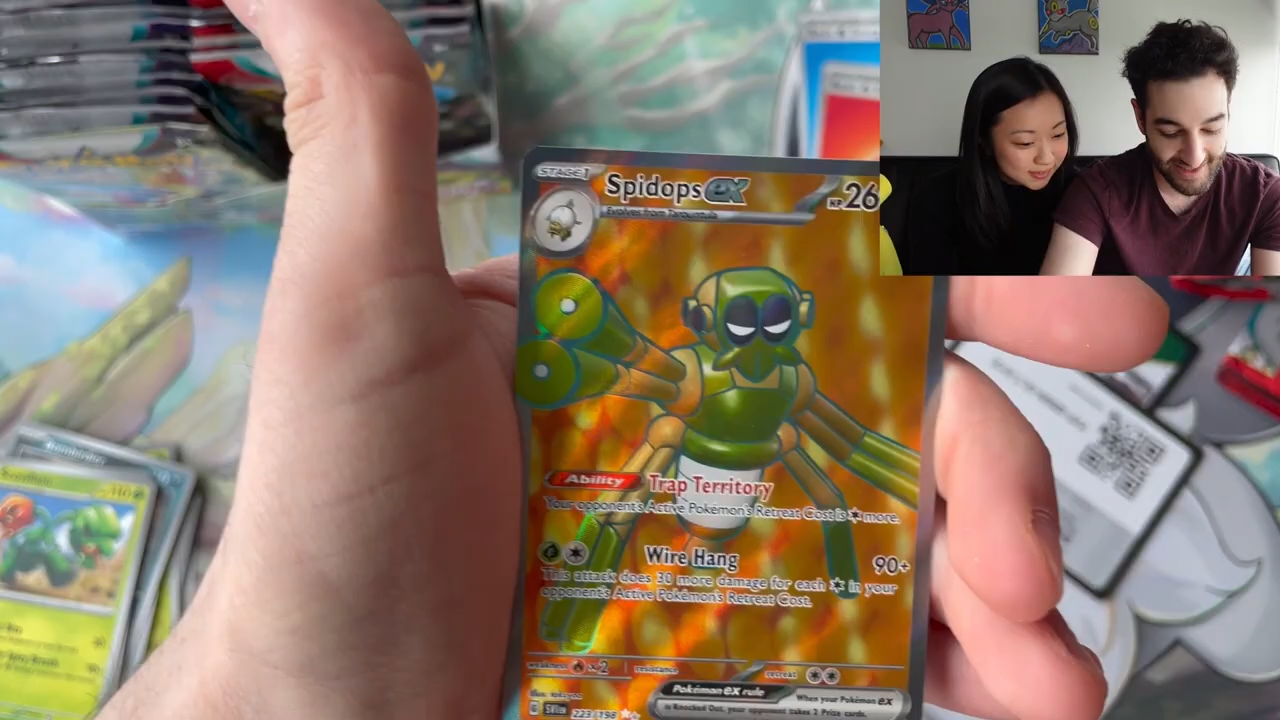 STAGE 1
Spidops ex
HP 26
Evolves from Tarountula
Ability Trap Territory
Your opponent's Active Pokémon's Retreat Cost is more.
Wire Hang 90+
This attack does 30 more damage for each in your
opponent's Active Pokémon's Retreat Cost.
weakness ×2 resistance retreat
Pokémon ex rule When your Pokémon ex
is Knocked Out, your opponent takes 2 Prize cards.
223/198